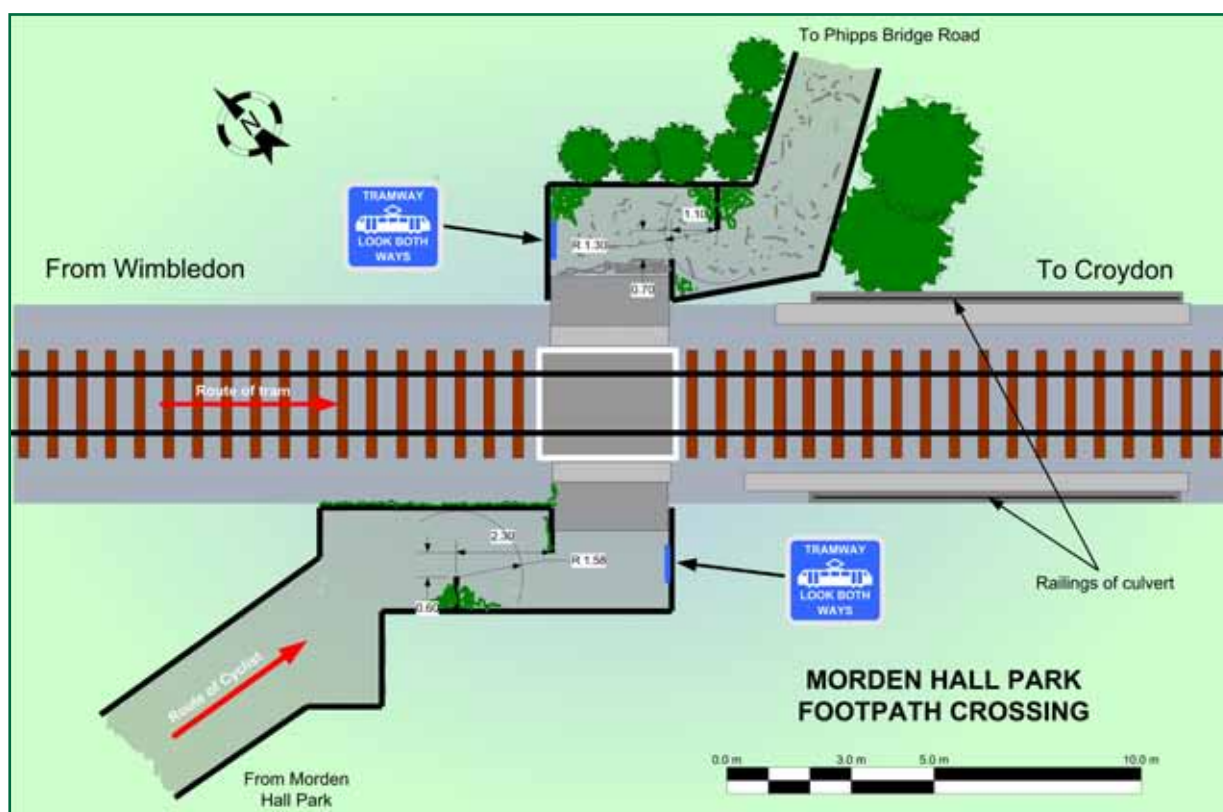 To Phipps Bridge Road
N
TRAMWAY
LOOK BOTH
WAYS
1.10
R 1.30
0.70
From Wimbledon
To Croydon
Route of tram
2.30
R 1.58
0.60
TRAMWAY
LOOK BOTH
WAYS
Railings of culvert
Route of Cyclist
MORDEN HALL PARK
FOOTPATH CROSSING
0.0 m
3.0 m
5.0 m
10.0 m
From Morden
Hall Park